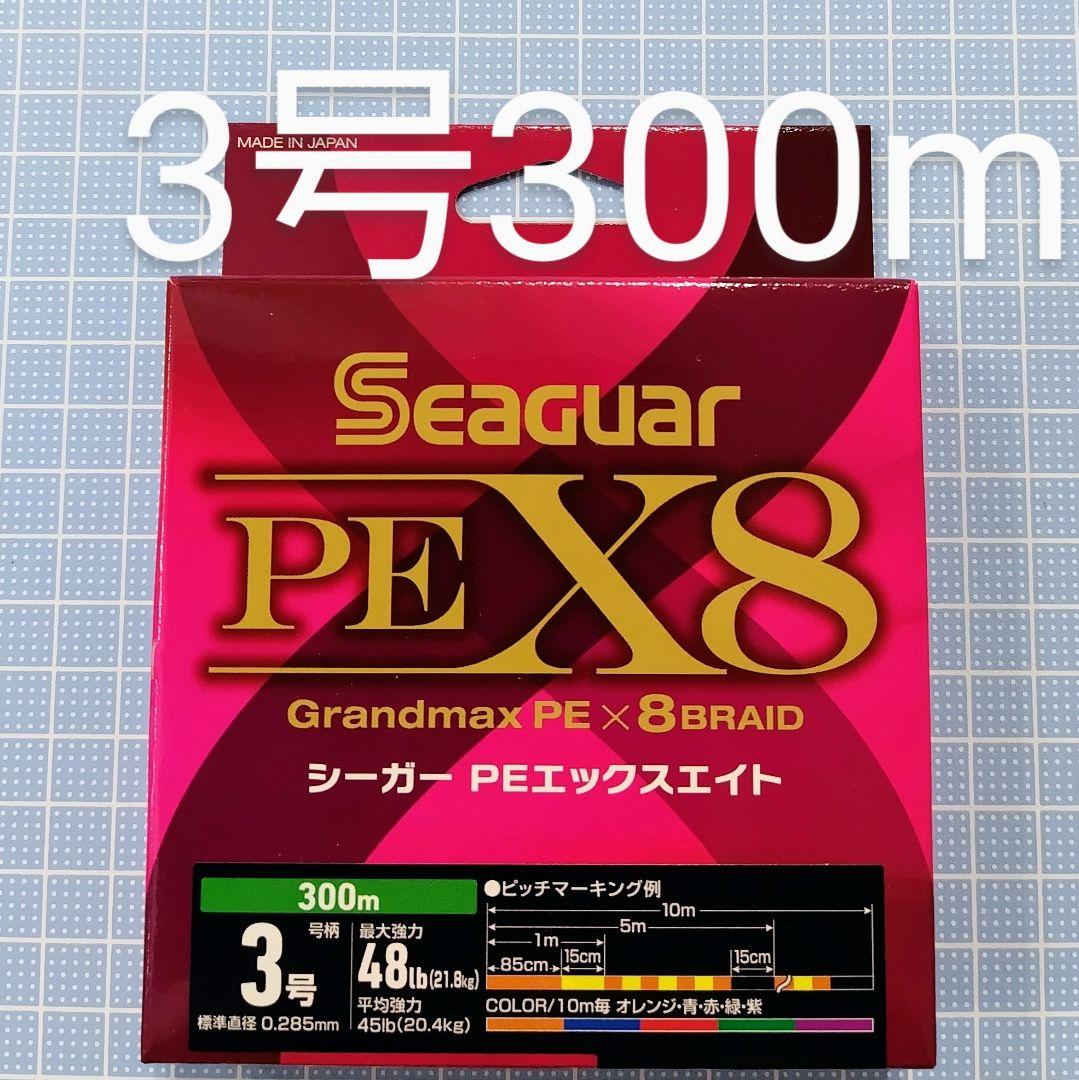 3号300m
MADE IN JAPAN
SEAGUAR
PE X8
Grandmax PE×8BRAID
シーガー PEエックスエイト
300m
3号
号柄
標準直径 0.285mm
最大強力
48lb(21.8kg)
平均強力
45lb(20.4kg)
●ピッチマーキング例
10m
5m
1m
85cm 15cm 15cm
COLOR/10m毎 オレンジ・青・赤・緑・紫